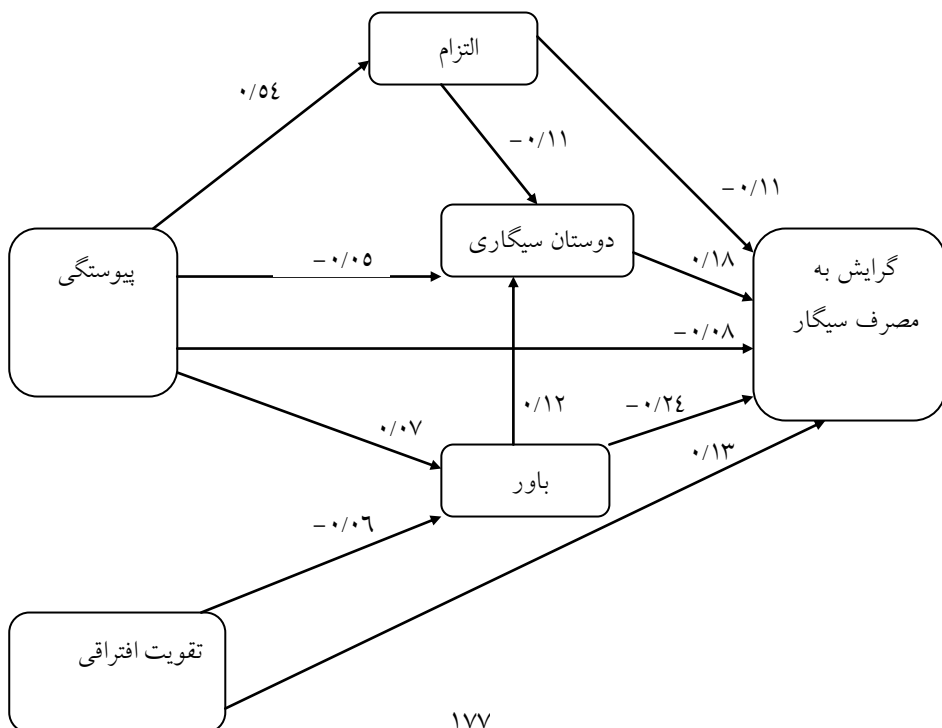 التزام
۰/۵٤
-۰/۱۱
-۰/۱۱
دوستان سیگاری
۰/۱۸
گرایش به
مصرف سیگار
پیوستگی
-۰/۰۵
-۰/۰۸
۰/۱۲
-۰/۲٤
۰/۰۷
۰/۱۳
باور
-۰/۰٦
تقویت افتراقی
۱۷۷